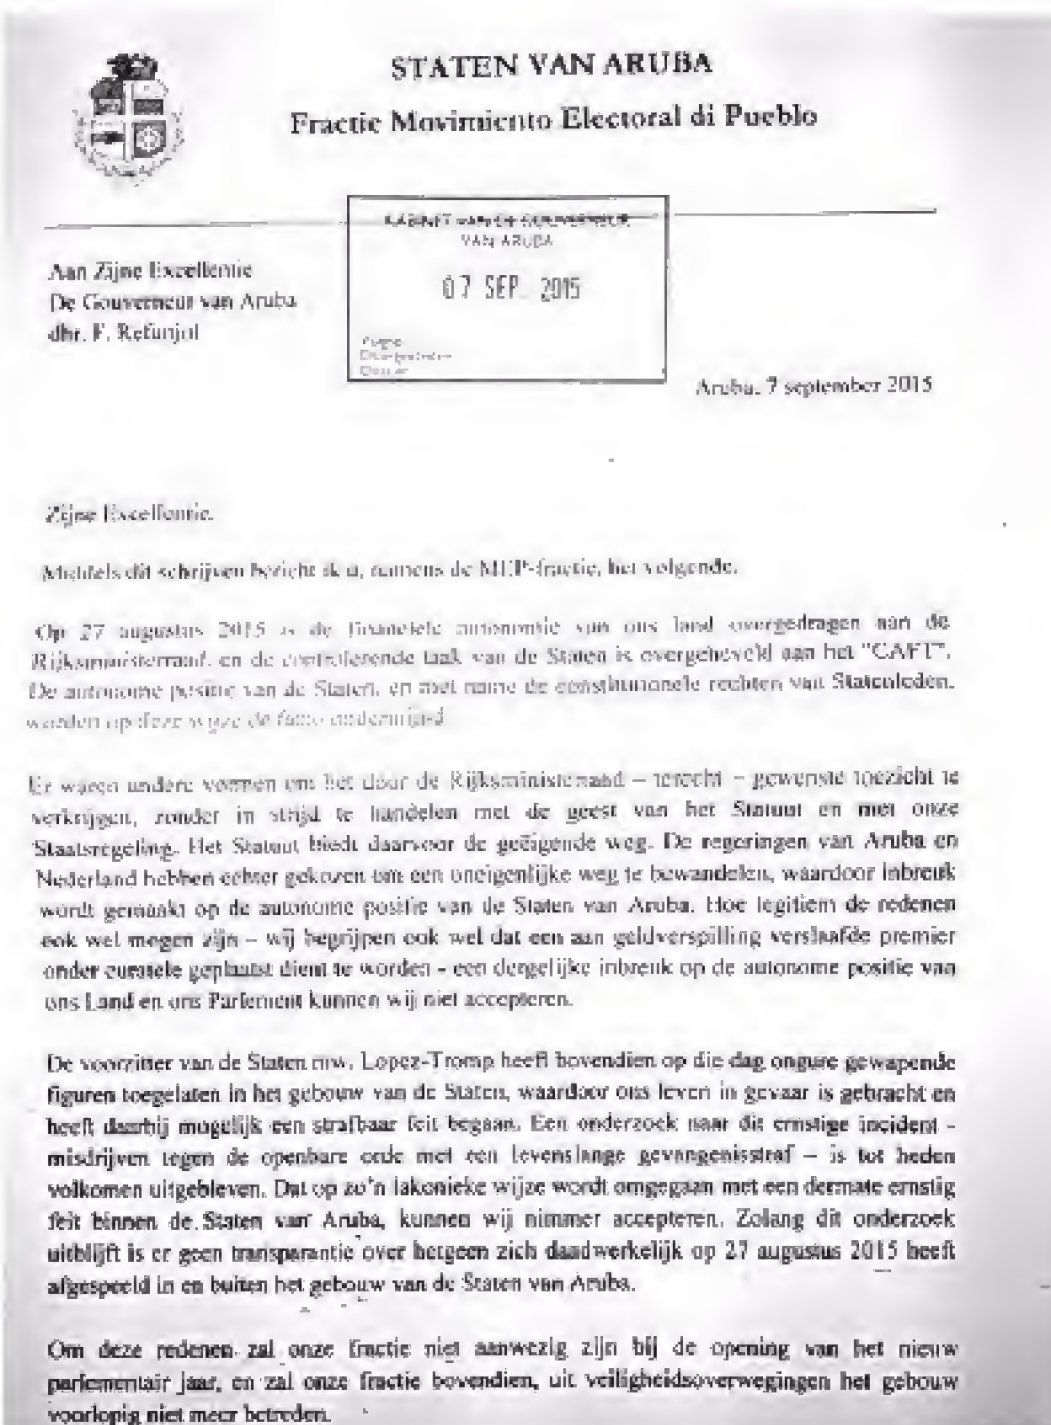 STATEN VAN ARUBA
Fractie Movimiento Electoral di Pueblo
KABINET VAN DE GOUVERNEUR
VAN ARUBA
07 SEP. 2015
Aan Zijne Excellentie
De Gouverneur van Aruba
dhr. F. Refunjol
Aruba, 7 september 2015
Zijne Excellentie,
Middels dit schrijven bericht ik u, namens de MEP-fractie, het volgende.
Op 27 augustus 2015 is de financiele autonomie van ons land overgedragen aan de
Rijksministerraad, en de controlerende taak van de Staten is overgeheveld aan het "CAFT".
De autonome positie van de Staten, en met name de constitutionele rechten van Statenleden,
worden op deze wijze de facto ondermijnd
Er waren andere vormen om het door de Rijksministerraad – terecht – gewenste toezicht te
verkrijgen, zonder in strijd te handelen met de geest van het Statuut en met onze
Staatsregeling. Het Statuut biedt daarvoor de geëigende weg. De regeringen van Aruba en
Nederland hebben echter gekozen om een oneigenlijke weg te bewandelen, waardoor inbreuk
wordt gemaakt op de autonome positie van de Staten van Aruba. Hoe legitiem de redenen
ook wel mogen zijn – wij begrijpen ook wel dat een aan geldverspilling verslaafde premier
onder curatele geplaatst dient te worden - een dergelijke inbreuk op de autonome positie van
ons Land en ons Parlement kunnen wij niet accepteren.
De voorzitter van de Staten mw. Lopez-Tromp heeft bovendien op die dag ongure gewapende
figuren toegelaten in het gebouw van de Staten, waardoor ons leven in gevaar is gebracht en
heeft daarbij mogelijk een strafbaar feit begaan. Een onderzoek naar dit ernstige incident -
misdrijven tegen de openbare orde met een levenslange gevangenisstraf – is tot heden
volkomen uitgebleven. Dat op zo'n lakonieke wijze wordt omgegaan met een dermate ernstig
feit binnen de Staten van Aruba, kunnen wij nimmer accepteren. Zolang dit onderzoek
uitblijft is er geen transparantie over hetgeen zich daadwerkelijk op 27 augustus 2015 heeft
afgespeeld in en buiten het gebouw van de Staten van Aruba.
Om deze redenen zal onze fractie niet aanwezig zijn bij de opening van het nieuw
parlementair jaar, en zal onze fractie bovendien, uit veiligheidsoverwegingen het gebouw
voorlopig niet meer betreden.